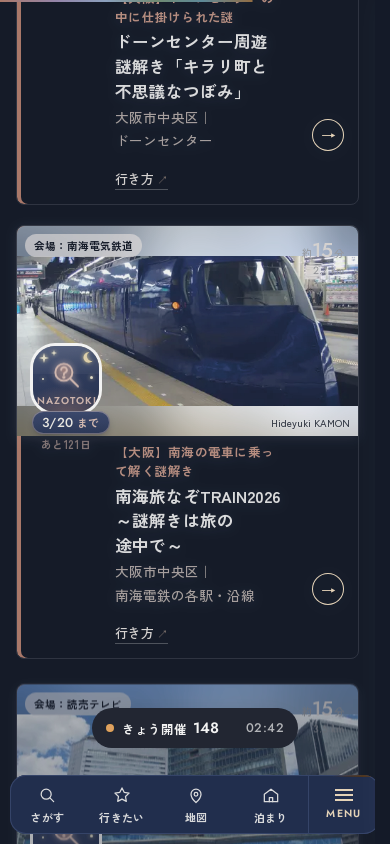 中に仕掛けられた謎
ドーンセンター周遊
謎解き「キラリ町と
不思議なつぼみ」
大阪市中央区｜
ドーンセンター
→
行き方 ↗
会場：南海電気鉄道
15
NAZOTOKI
3/20 まで
あと121日
Hideyuki KAMON
【大阪】南海の電車に乗っ
て解く謎解き
南海旅なぞTRAIN2026
～謎解きは旅の
途中で～
大阪市中央区｜
南海電鉄の各駅・沿線
→
行き方 ↗
会場：読売テレビ
15
きょう開催 148 02:42
さがす
行きたい
地図
泊まり
MENU